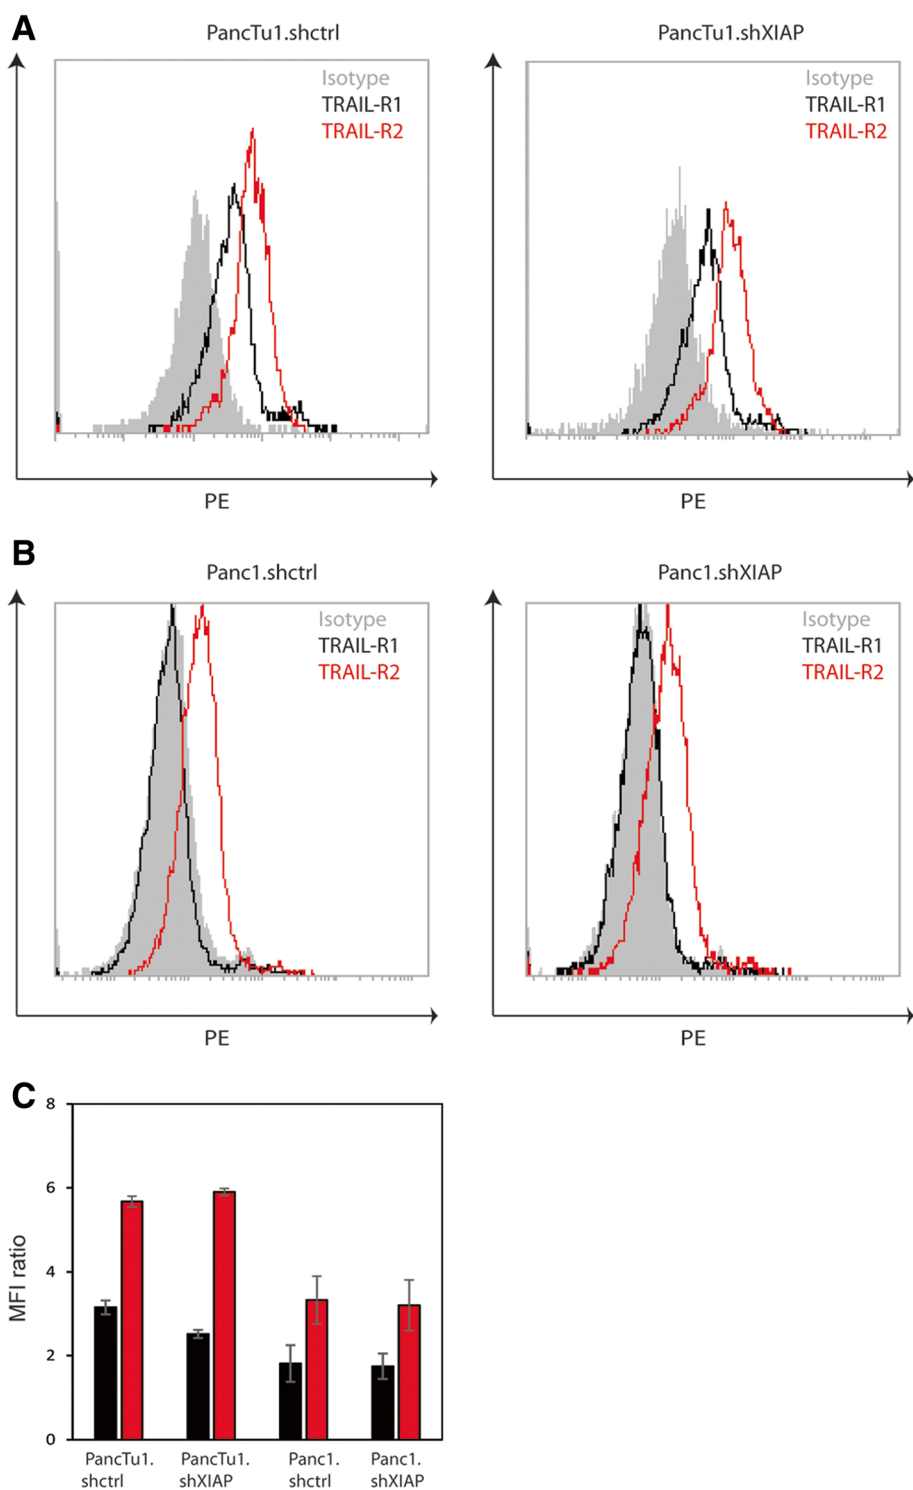 A
PancTu1.shctrl
Isotype
TRAIL-R1
TRAIL-R2
PE
PancTu1.shXIAP
Isotype
TRAIL-R1
TRAIL-R2
PE
B
Panc1.shctrl
Isotype
TRAIL-R1
TRAIL-R2
PE
Panc1.shXIAP
Isotype
TRAIL-R1
TRAIL-R2
PE
C
MFI ratio
8
6
4
2
0
PancTu1.
shctrl
PancTu1.
shXIAP
Panc1.
shctrl
Panc1.
shXIAP